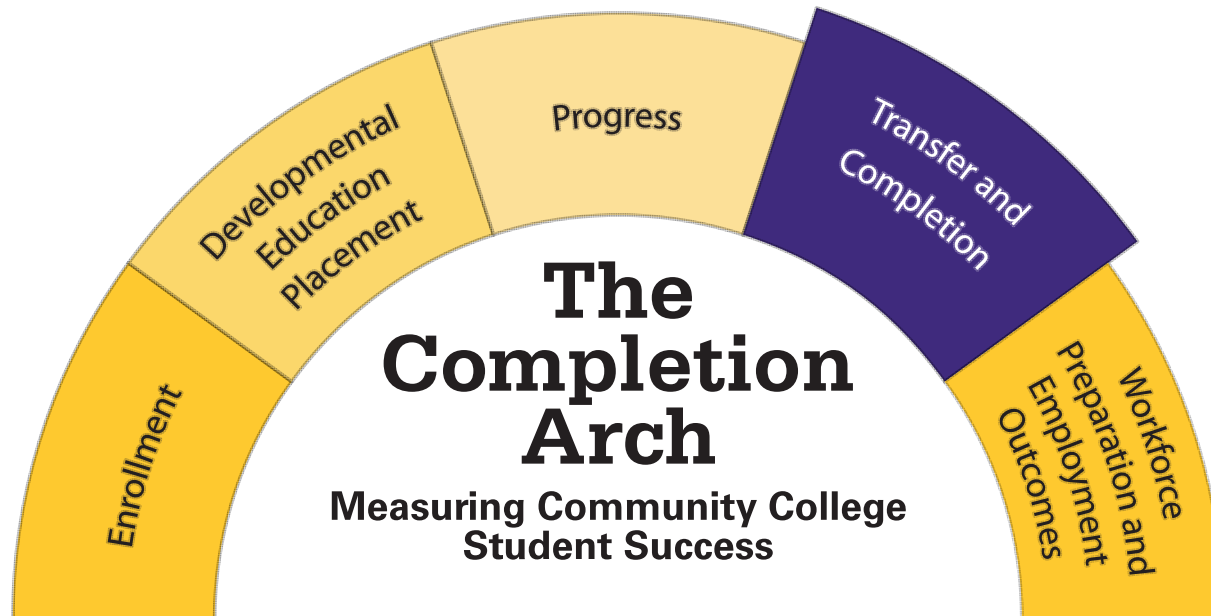 Enrollment
Developmental
Education
Placement
Progress
Transfer and
Completion
Workforce
Preparation and
Employment
Outcomes
The
Completion
Arch
Measuring Community College
Student Success